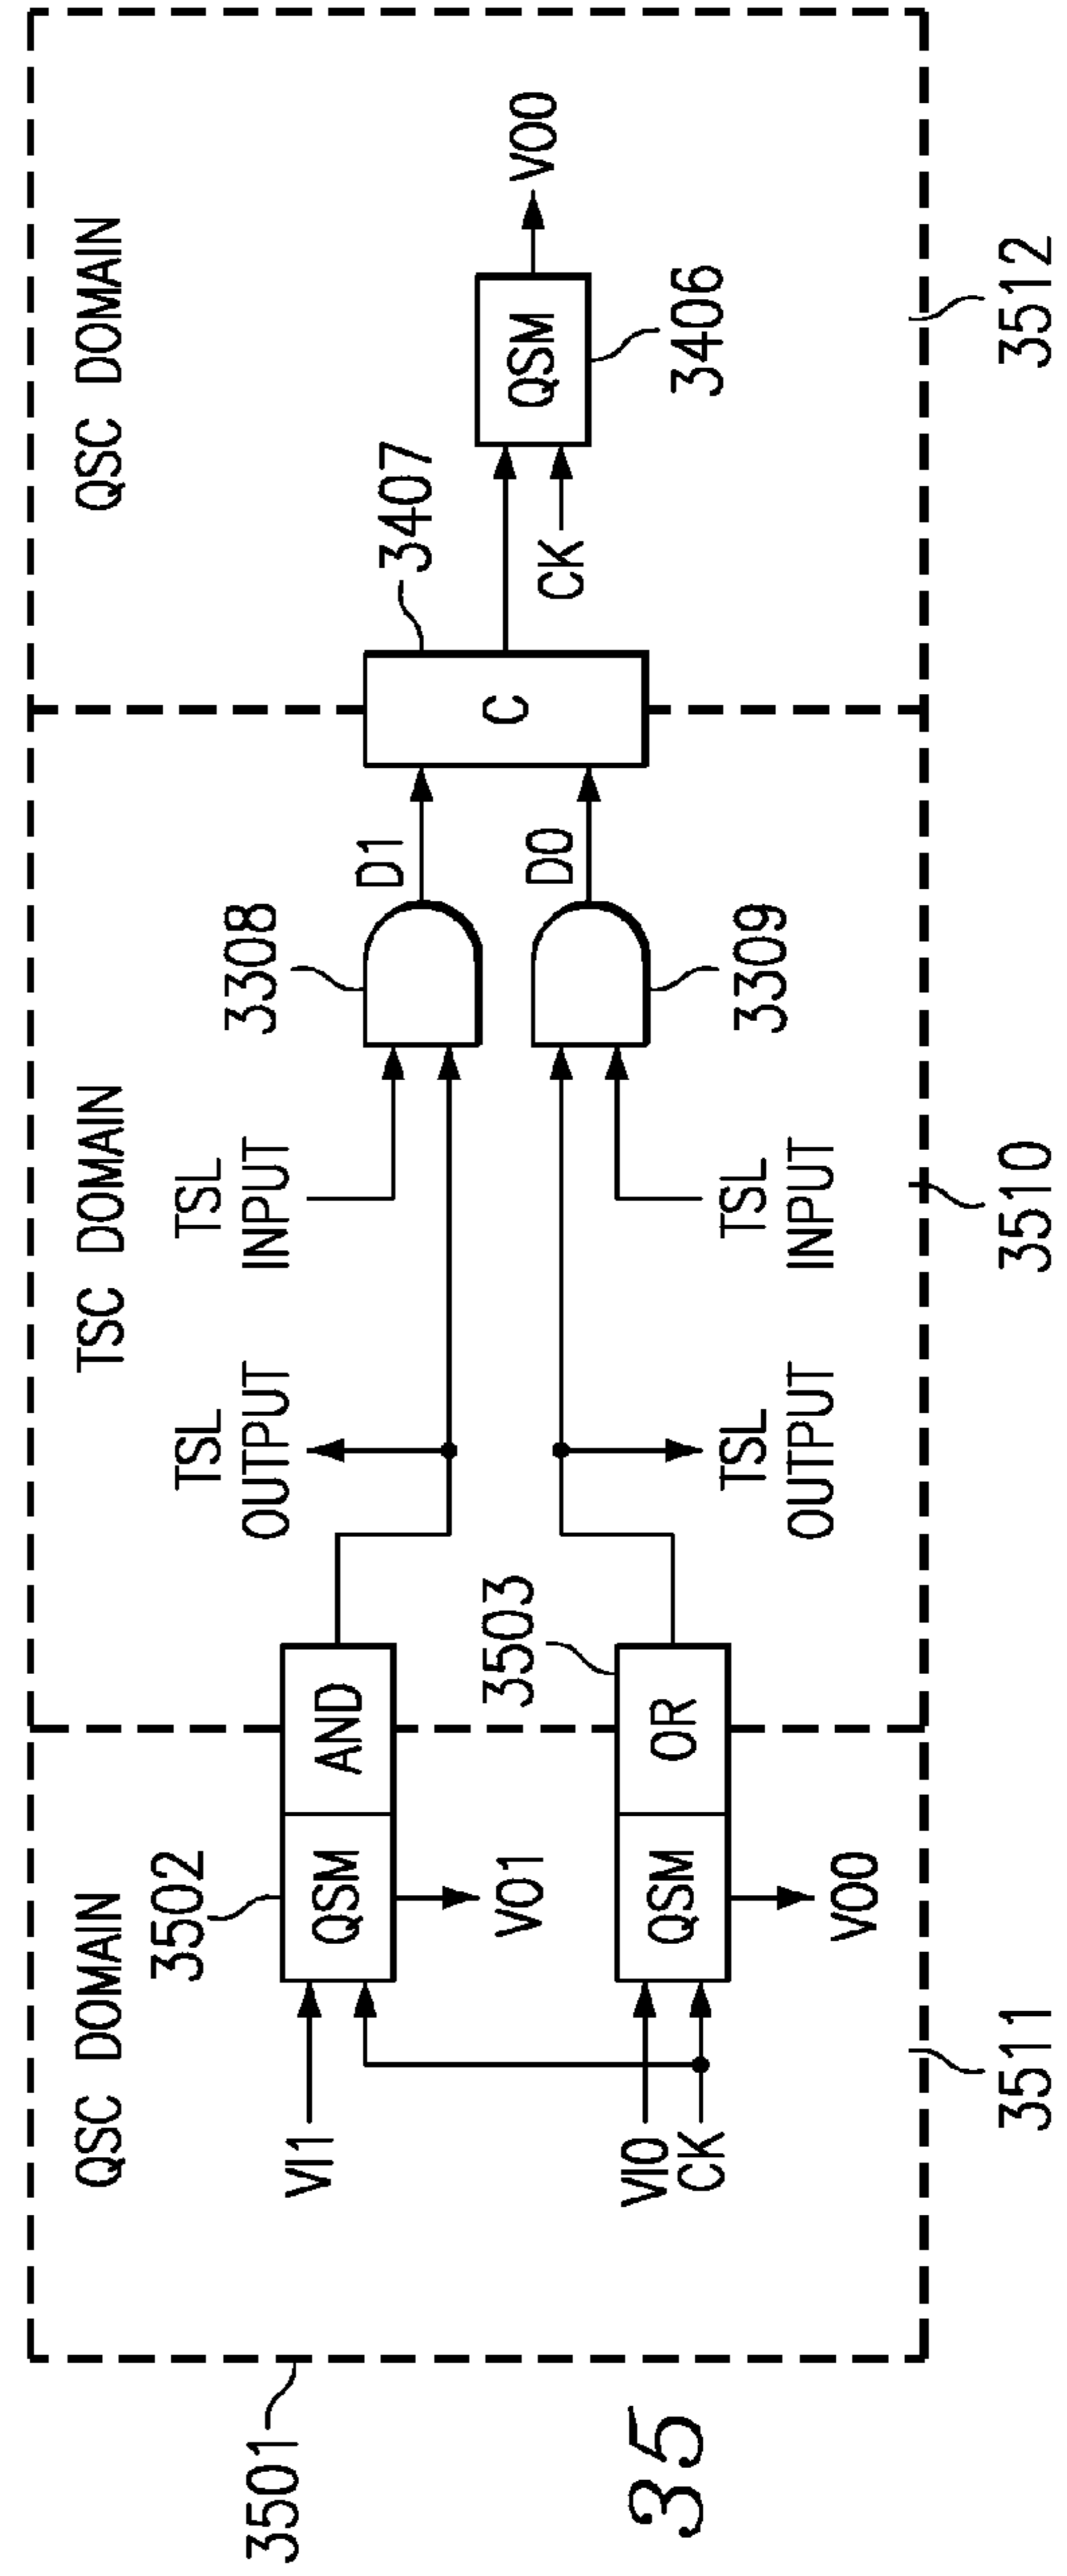 QSC DOMAIN
TSC DOMAIN
QSC DOMAIN
3501
3502
QSM
AND
VI1
VO1
3503
QSM
OR
VI0
CK
VO0
TSL
OUTPUT
TSL
INPUT
TSL
OUTPUT
TSL
INPUT
3308
D1
D0
3309
C
3407
CK
QSM
3406
VO0
3511
3510
3512
35